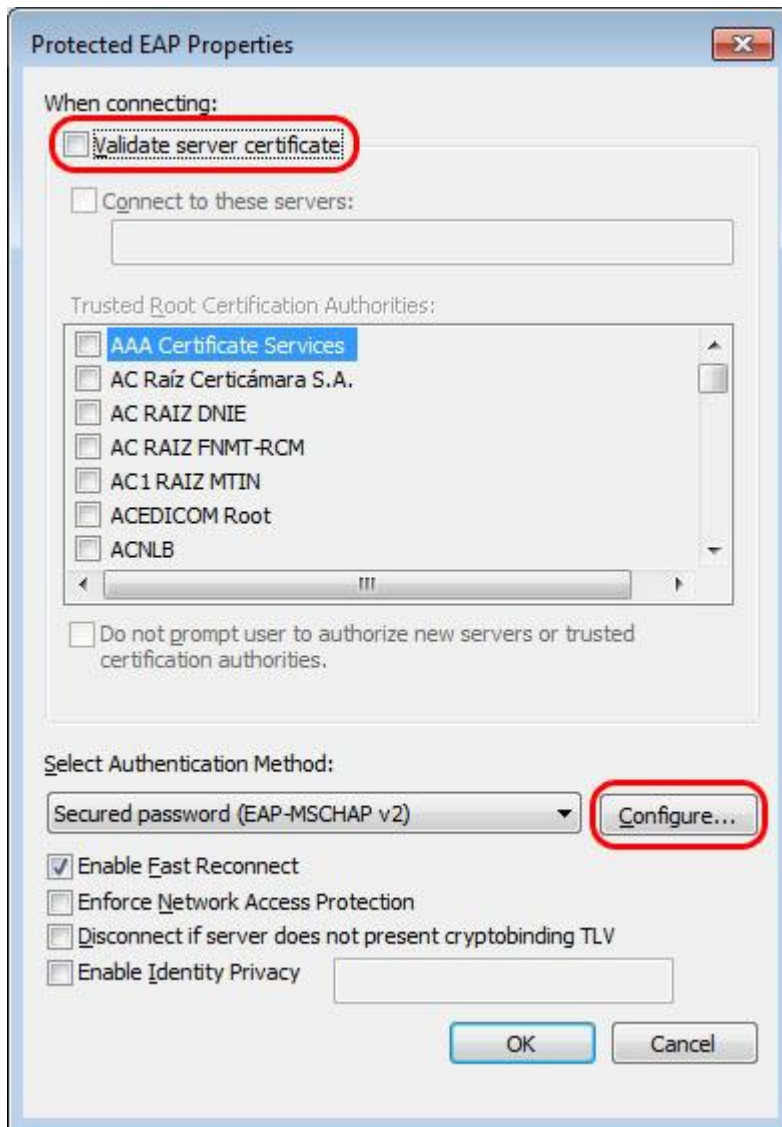 Protected EAP Properties
When connecting:
Validate server certificate
Connect to these servers:
Trusted Root Certification Authorities:
AAA Certificate Services
AC Raíz Certicámara S.A.
AC RAIZ DNIE
AC RAIZ FNMT-RCM
AC1 RAIZ MTIN
ACEDICOM Root
ACNLB
Do not prompt user to authorize new servers or trusted
certification authorities.
Select Authentication Method:
Secured password (EAP-MSCHAP v2)
Configure...
Enable Fast Reconnect
Enforce Network Access Protection
Disconnect if server does not present cryptobinding TLV
Enable Identity Privacy
OK
Cancel